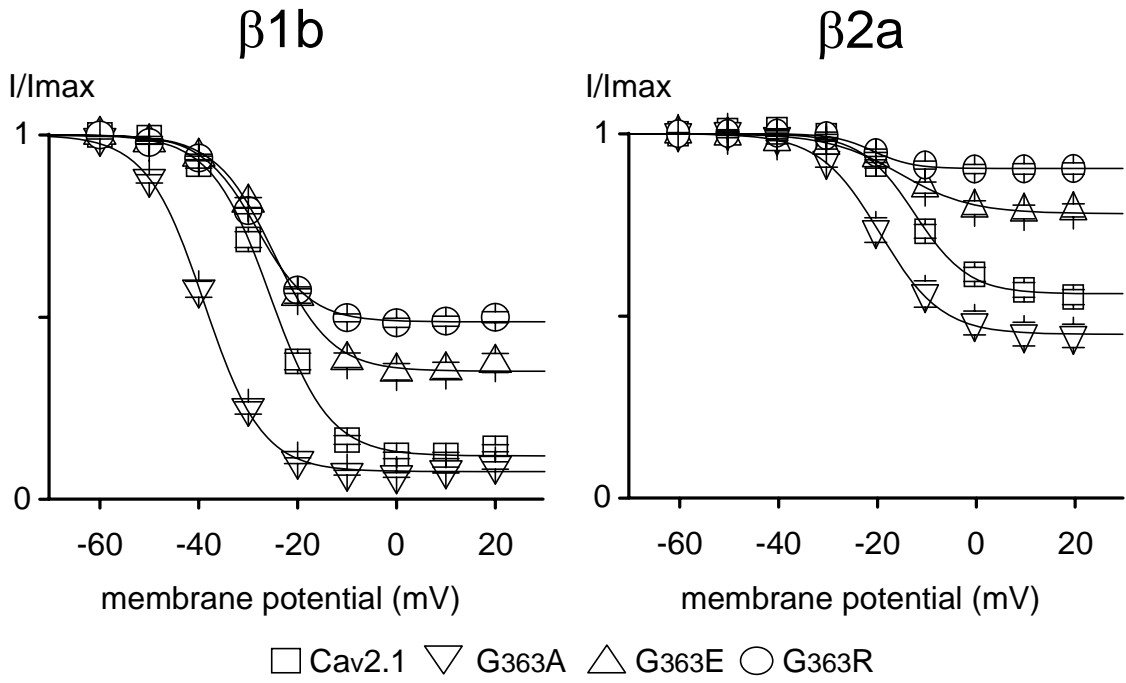 β1b
I/Imax
1
0
-60 -40 -20 0 20
membrane potential (mV)
β2a
I/Imax
1
0
-60 -40 -20 0 20
membrane potential (mV)
Cav2.1 G363A G363E G363R